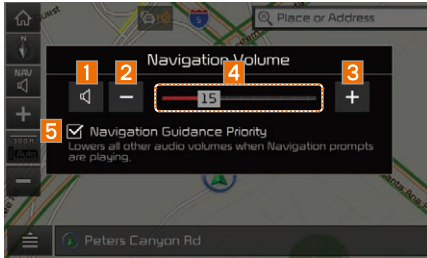 Place or Address
N
Navigation Volume
NAV
1
2
4
3
15
5
Navigation Guidance Priority
Lowers all other audio volumes when Navigation prompts
are playing.
Auto
Peters Canyon Rd